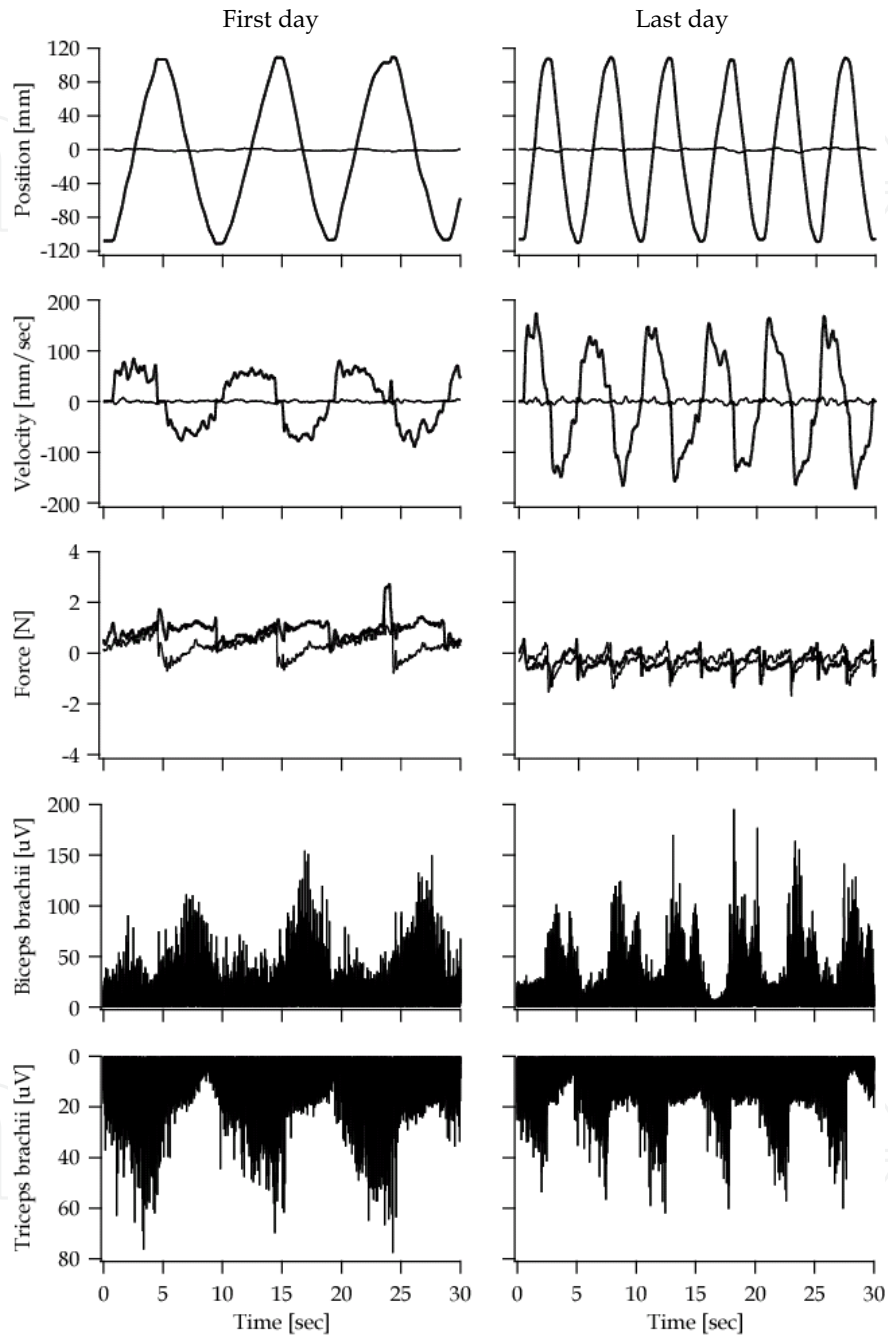 First day
Last day
Position [mm]
120
80
40
0
-40
-80
-120
Velocity [mm/sec]
200
100
0
-100
-200
Force [N]
4
2
0
-2
-4
Biceps brachii [uV]
200
150
100
50
0
Triceps brachii [uV]
0
20
40
60
80
0 5 10 15 20 25 30
0 5 10 15 20 25 30
Time [sec]
Time [sec]